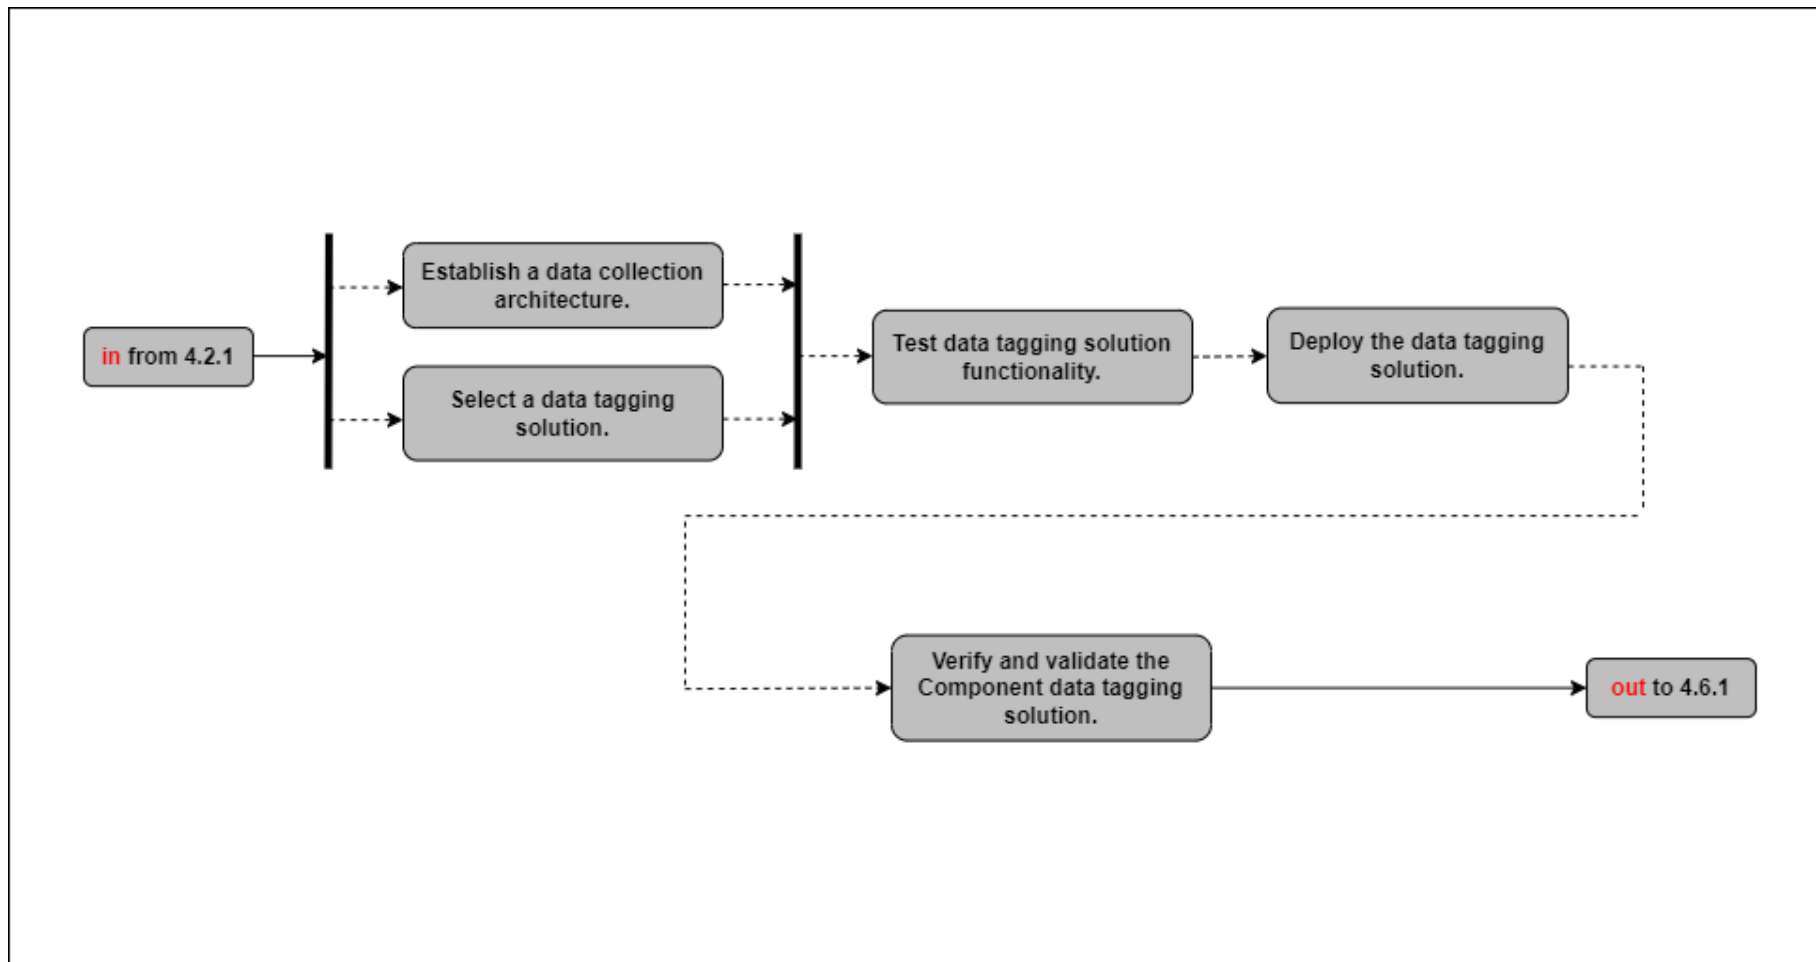 Establish a data collection
architecture.
in from 4.2.1
Select a data tagging
solution.
Test data tagging solution
functionality.
Deploy the data tagging
solution.
Verify and validate the
Component data tagging
solution.
out to 4.6.1